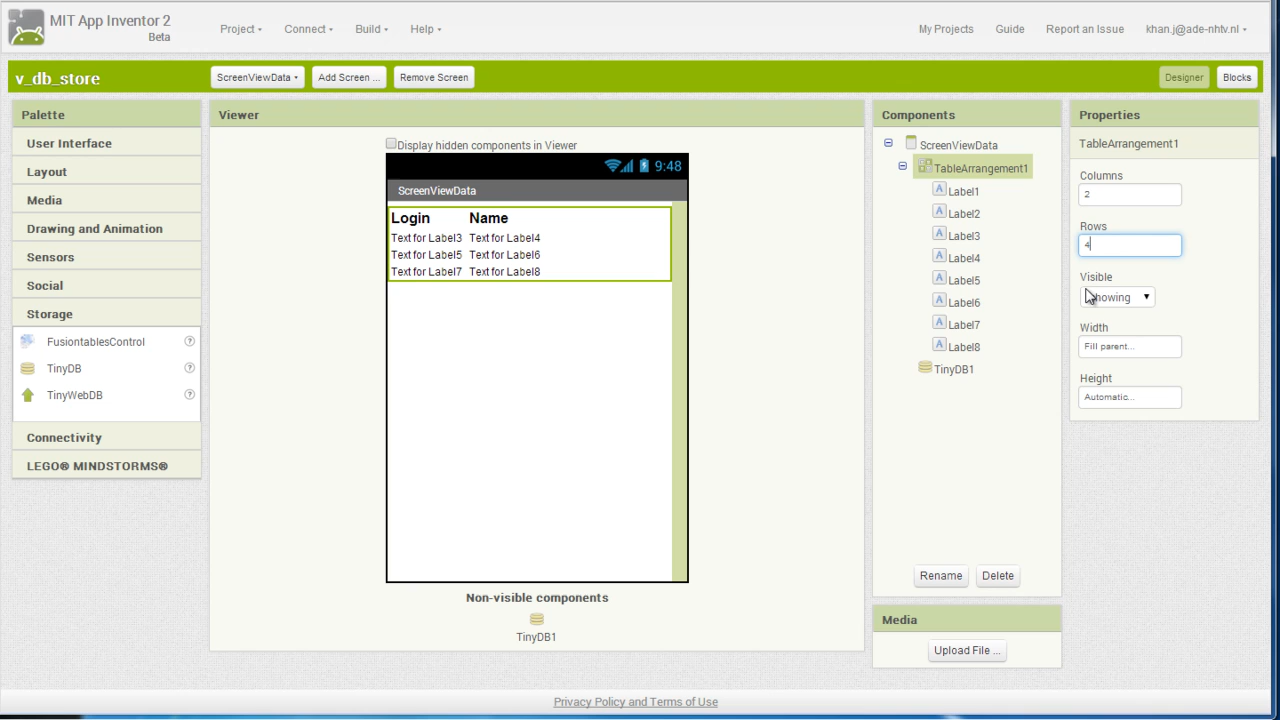 MIT App Inventor 2
Beta
Project
Connect
Build
Help
My Projects
Guide
Report an Issue
khan.j@ade-nhtv.nl
v_db_store
ScreenViewData
Add Screen ...
Remove Screen
Designer
Blocks
Palette
User Interface
Layout
Media
Drawing and Animation
Sensors
Social
Storage
FusiontablesControl
?
TinyDB
?
TinyWebDB
?
Connectivity
LEGO® MINDSTORMS®
Viewer
Display hidden components in Viewer
9:48
ScreenViewData
Login Name
Text for Label3 Text for Label4
Text for Label5 Text for Label6
Text for Label7 Text for Label8
Non-visible components
TinyDB1
Components
ScreenViewData
TableArrangement1
A Label1
A Label2
A Label3
A Label4
A Label5
A Label6
A Label7
A Label8
TinyDB1
Rename
Delete
Media
Upload File ...
Properties
TableArrangement1
Columns
2
Rows
4
Visible
howing
Width
Fill parent...
Height
Automatic...
Privacy Policy and Terms of Use